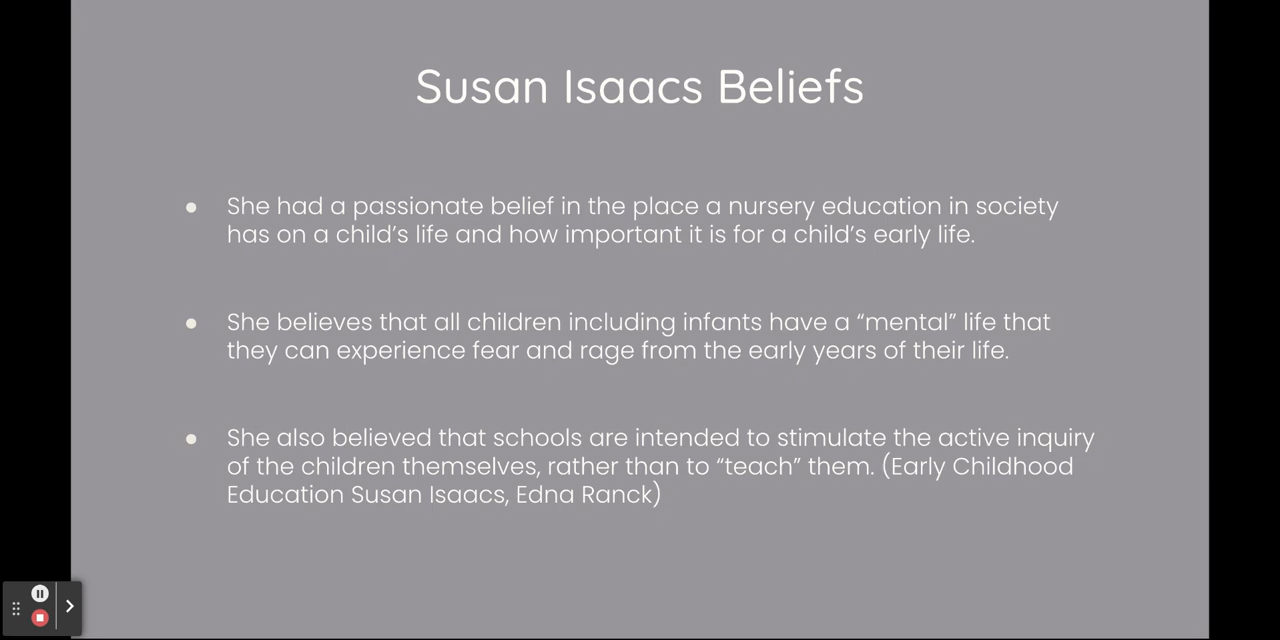 Susan Isaacs Beliefs
● She had a passionate belief in the place a nursery education in society
has on a child’s life and how important it is for a child’s early life.
● She believes that all children including infants have a “mental” life that
they can experience fear and rage from the early years of their life.
● She also believed that schools are intended to stimulate the active inquiry
of the children themselves, rather than to “teach” them. (Early Childhood
Education Susan Isaacs, Edna Ranck)